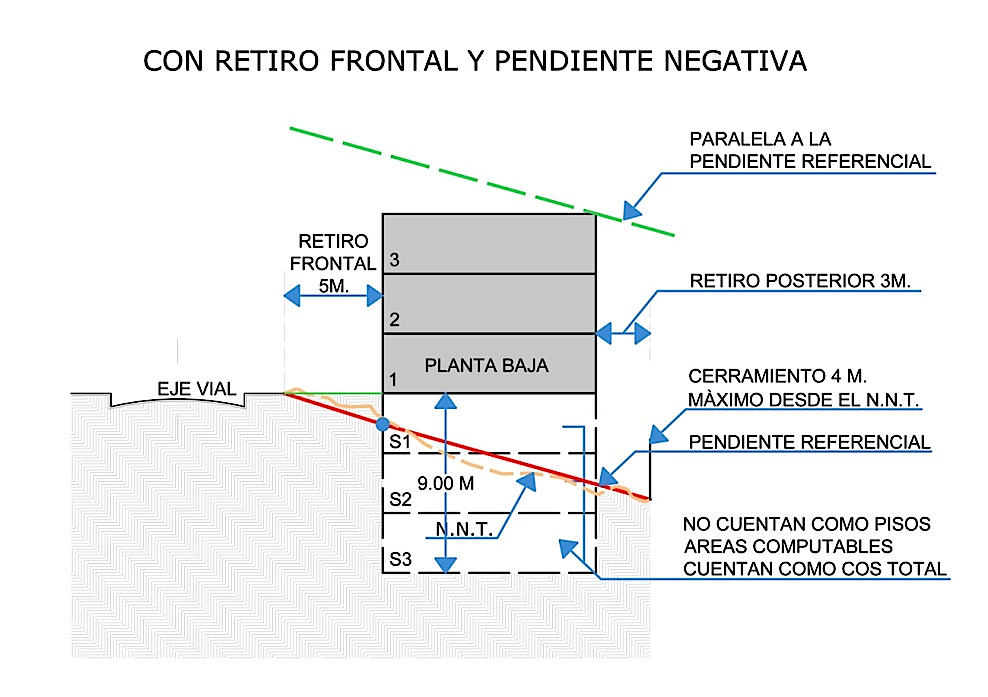 CON RETIRO FRONTAL Y PENDIENTE NEGATIVA
PARALELA A LA
PENDIENTE REFERENCIAL
RETIRO
FRONTAL
5M.
3
RETIRO POSTERIOR 3M.
2
PLANTA BAJA
1
EJE VIAL
CERRAMIENTO 4 M.
MÀXIMO DESDE EL N.N.T.
S1
PENDIENTE REFERENCIAL
9.00 M
S2
N.N.T.
NO CUENTAN COMO PISOS
AREAS COMPUTABLES
CUENTAN COMO COS TOTAL
S3